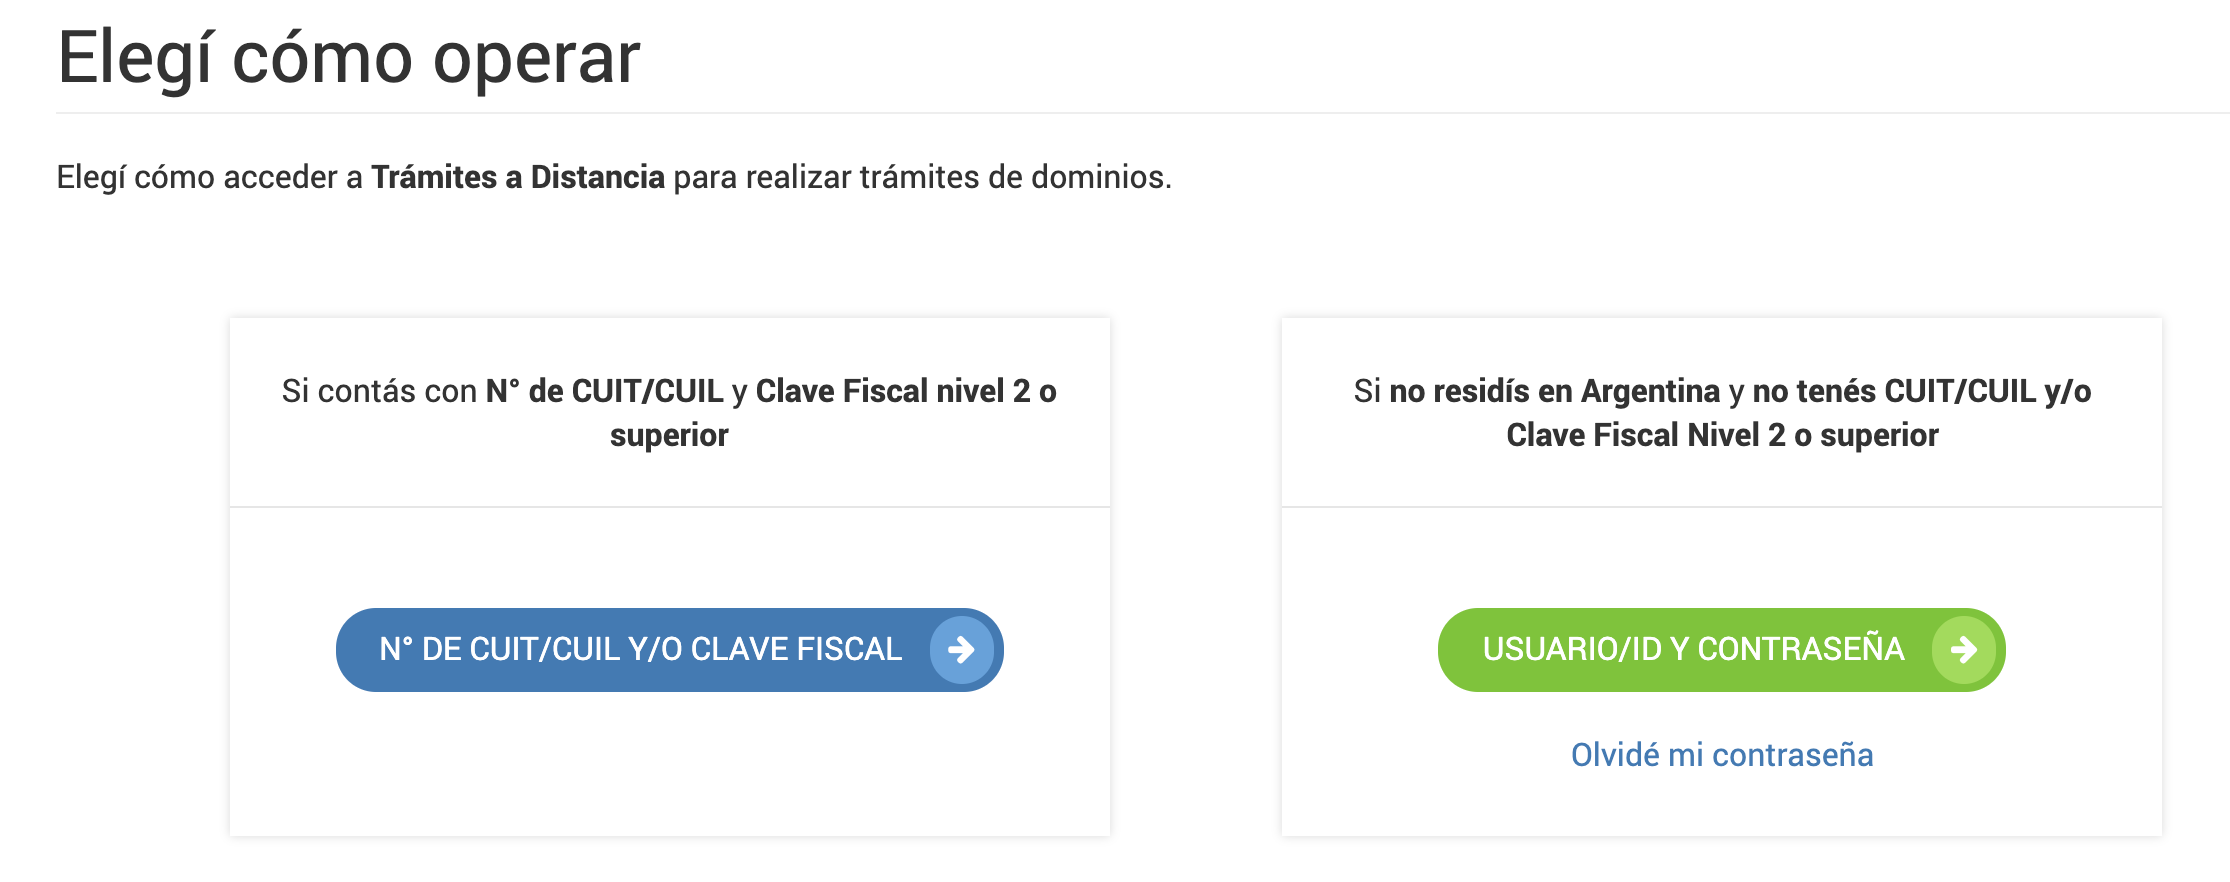 Elegí cómo operar
Elegí cómo acceder a Trámites a Distancia para realizar trámites de dominios.
Si contás con N° de CUIT/CUIL y Clave Fiscal nivel 2 o
superior
N° DE CUIT/CUIL Y/O CLAVE FISCAL
Si no residís en Argentina y no tenés CUIT/CUIL y/o
Clave Fiscal Nivel 2 o superior
USUARIO/ID Y CONTRASEÑA
Olvidé mi contraseña